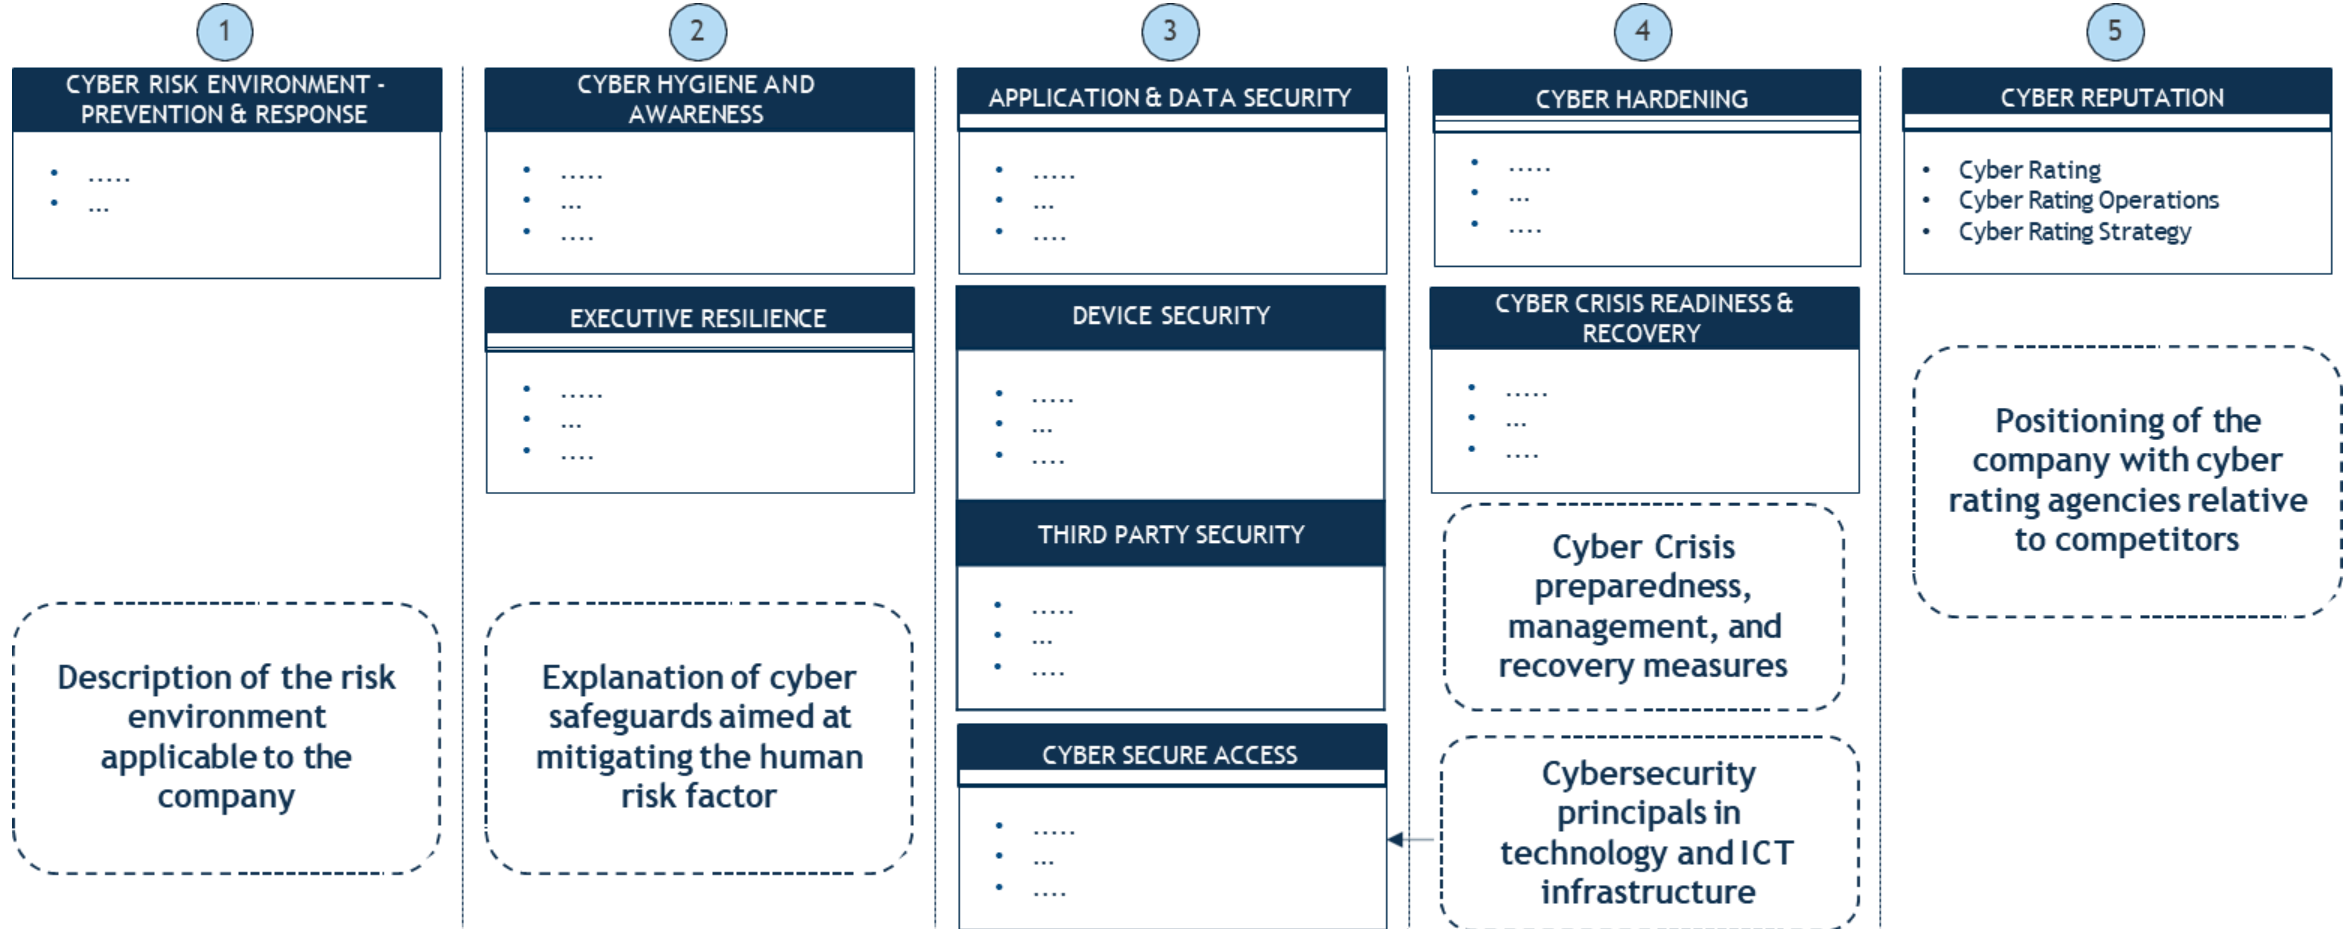 1
CYBER RISK ENVIRONMENT -
PREVENTION & RESPONSE
• .....
• ...
Description of the risk
environment
applicable to the
company
2
CYBER HYGIENE AND
AWARENESS
• .....
• ...
• ....
EXECUTIVE RESILIENCE
• .....
• ...
• ....
Explanation of cyber
safeguards aimed at
mitigating the human
risk factor
3
APPLICATION & DATA SECURITY
• .....
• ...
• ....
DEVICE SECURITY
• .....
• ...
• ....
THIRD PARTY SECURITY
• .....
• ...
• ....
CYBER SECURE ACCESS
• .....
• ...
• ....
4
CYBER HARDENING
• .....
• ...
• ....
CYBER CRISIS READINESS &
RECOVERY
• .....
• ...
• ....
Cyber Crisis
preparedness,
management, and
recovery measures
Cybersecurity
principals in
technology and ICT
infrastructure
5
CYBER REPUTATION
• Cyber Rating
• Cyber Rating Operations
• Cyber Rating Strategy
Positioning of the
company with cyber
rating agencies relative
to competitors